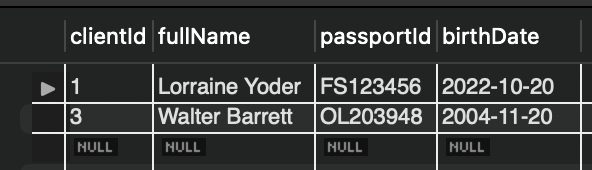 clientId fullName passportId birthDate
1 Lorraine Yoder FS123456 2022-10-20
3 Walter Barrett OL203948 2004-11-20
NULL NULL NULL NULL